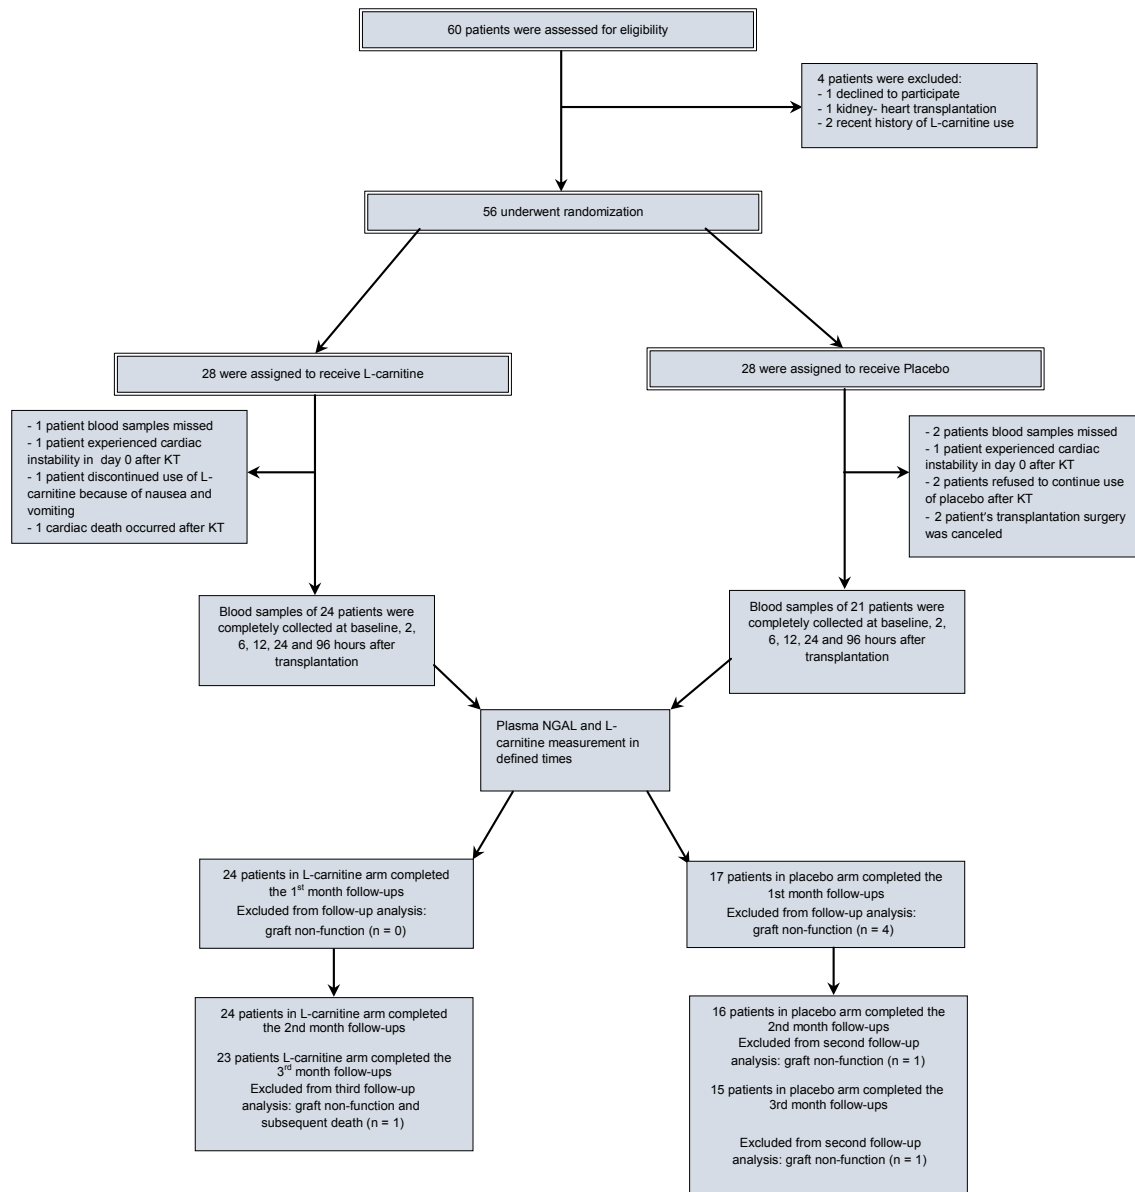 60 patients were assessed for eligibility
4 patients were excluded:
- 1 declined to participate
- 1 kidney- heart transplantation
- 2 recent history of L-carnitine use
56 underwent randomization
28 were assigned to receive L-carnitine
28 were assigned to receive Placebo
- 1 patient blood samples missed
- 1 patient experienced cardiac
instability in day 0 after KT
- 1 patient discontinued use of L-
carnitine because of nausea and
vomiting
- 1 cardiac death occurred after KT
- 2 patients blood samples missed
- 1 patient experienced cardiac
instability in day 0 after KT
- 2 patients refused to continue use
of placebo after KT
- 2 patient's transplantation surgery
was canceled
Blood samples of 24 patients were
completely collected at baseline, 2,
6, 12, 24 and 96 hours after
transplantation
Blood samples of 21 patients were
completely collected at baseline, 2,
6, 12, 24 and 96 hours after
transplantation
Plasma NGAL and L-
carnitine measurement in
defined times
24 patients in L-carnitine arm completed
the 1st month follow-ups
Excluded from follow-up analysis:
graft non-function (n = 0)
17 patients in placebo arm completed the
1st month follow-ups
Excluded from follow-up analysis:
graft non-function (n = 4)
24 patients in L-carnitine arm completed
the 2nd month follow-ups
23 patients L-carnitine arm completed the
3rd month follow-ups
Excluded from third follow-up
analysis: graft non-function and
subsequent death (n = 1)
16 patients in placebo arm completed the
2nd month follow-ups
Excluded from second follow-up
analysis: graft non-function (n = 1)
15 patients in placebo arm completed the
3rd month follow-ups
Excluded from second follow-up
analysis: graft non-function (n = 1)